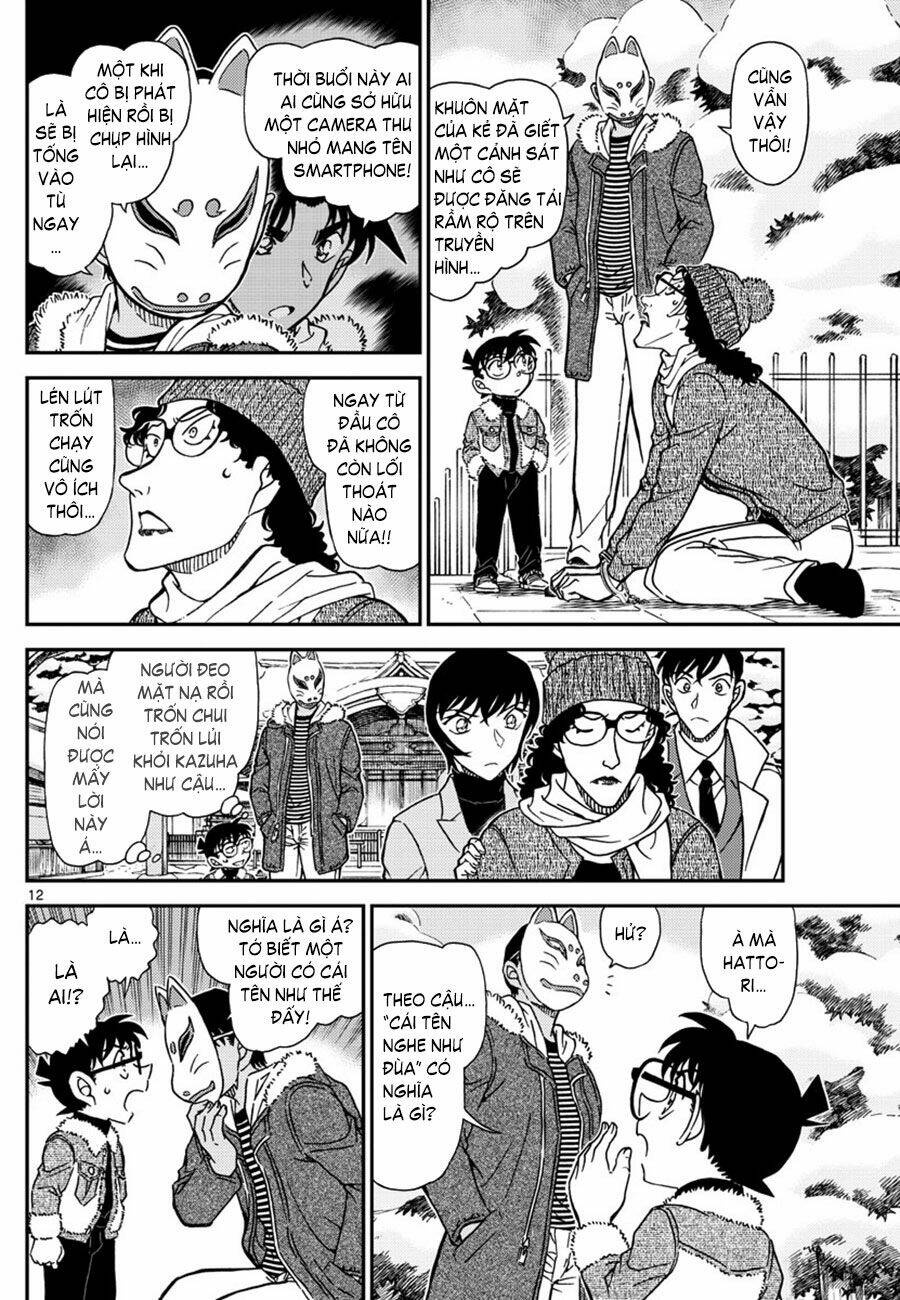 CŨNG
VẦN
VẬY
THÔI!
KHUÔN MẶT
CỦA KẺ ĐÃ GIẾT
MỘT CẢNH SÁT
NHƯ CÔ SẼ
ĐƯỢC ĐĂNG TẢI
RẦM RỘ TRÊN
TRUYỀN
HÌNH...
THỜI BUỔI NÀY AI
AI CŨNG SỞ HỮU
MỘT CAMERA THU
NHỎ MANG TÊN
SMARTPHONE!
MỘT KHI
CÔ BỊ PHÁT
HIỆN RỒI BỊ
CHỤP HÌNH
LẠI...
LÀ
SẼ BỊ
TỐNG
VÀO TÙ
NGAY
...
NGAY TỪ
ĐẦU CÔ
ĐÃ KHÔNG
CÒN LỐI
THOÁT
NÀO
NỮA!!
LÉN LÚT
TRỐN
CHẠY
CŨNG
VÔ ÍCH
THÔI...
NGƯỜI ĐEO
MẶT NẠ RỒI
TRỐN CHUI
TRỐN LỦI
KHỎI KAZUHA
NHƯ CẬU...
MÀ
CŨNG
NÓI
ĐƯỢC
MẤY LỜI
NÀY
Á...
12
À MÀ
HATTO-
RI...
HỬ?
THEO CẬU...
"CÁI TÊN
NGHE NHƯ
ĐÙA" CÓ
NGHĨA
LÀ GÌ?
NGHĨA LÀ GÌ Á?
TỚ BIẾT MỘT
NGƯỜI CÓ CÁI
TÊN NHƯ THẾ
ĐẤY!
LÀ...
LÀ
AI!?